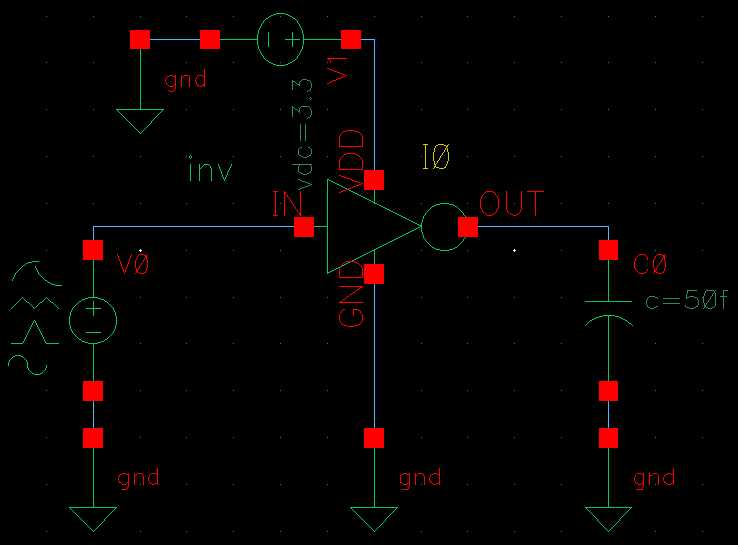 gnd
V1
vdc=3.3
inv
VDD
IØ
IN
OUT
VØ
GND
CØ
c=5Øf
gnd
gnd
gnd